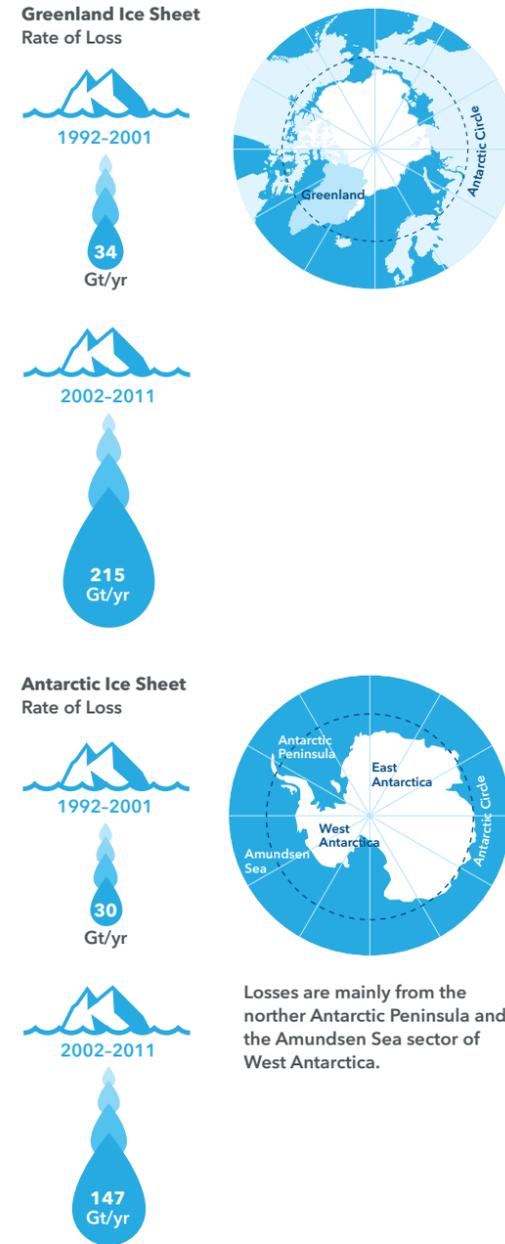 Greenland Ice Sheet
Rate of Loss
1992–2001
34
Gt/yr
Greenland
Antarctic Circle
2002–2011
215
Gt/yr
Antarctic Ice Sheet
Rate of Loss
1992–2001
30
Gt/yr
Antarctic
Peninsula
East
Antarctica
West
Antarctica
Amundsen
Sea
Antarctic Circle
Losses are mainly from the
norther Antarctic Peninsula and
the Amundsen Sea sector of
West Antarctica.
2002–2011
147
Gt/yr